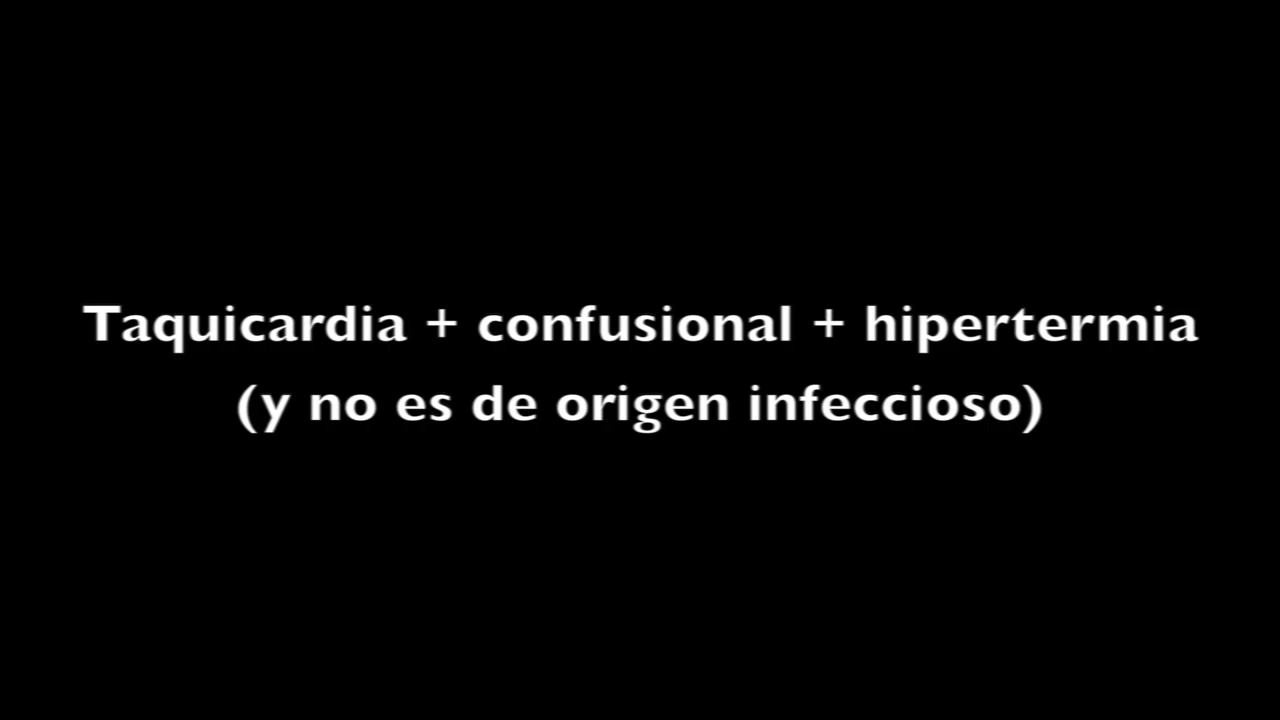 Taquicardia + confusional + hipertermia
(y no es de origen infeccioso)